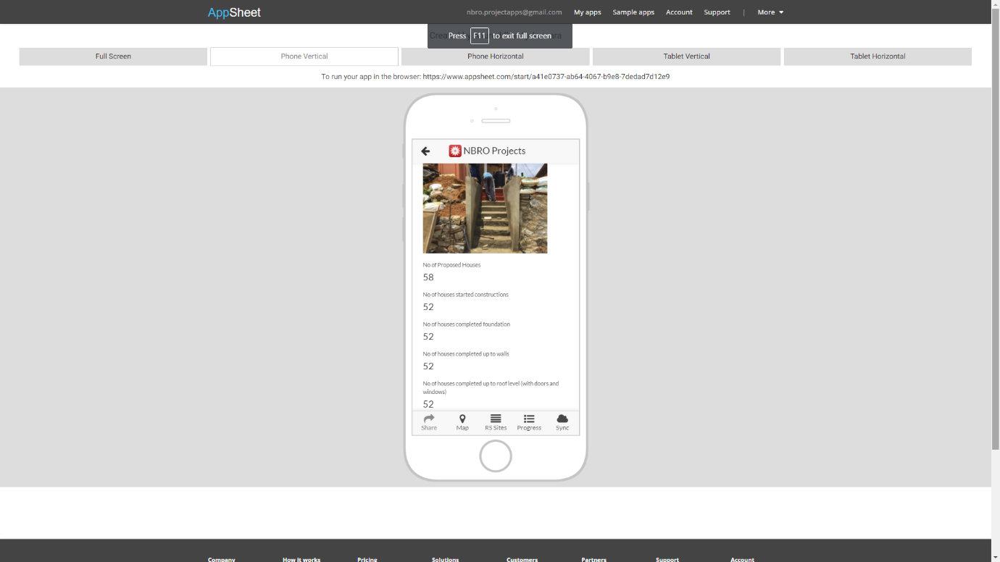 AppSheet
nbro.projectapps@gmail.com My apps Sample apps Account Support | More
Press F11 to exit full screen
Full Screen Phone Vertical Phone Horizontal Tablet Vertical Tablet Horizontal
To run your app in the browser: https://www.appsheet.com/start/a41e0737-ab64-4067-b9e8-7dedad7d12e9
NBRO Projects
No of Proposed Houses
58
No of houses started constructions
52
No of houses completed foundation
52
No of houses completed up to walls
52
No of houses completed up to roof level (with doors and
windows)
52
Share Map RS Sites Progress Sync
Company How it works Pricing Solutions Customers Partners Support Account